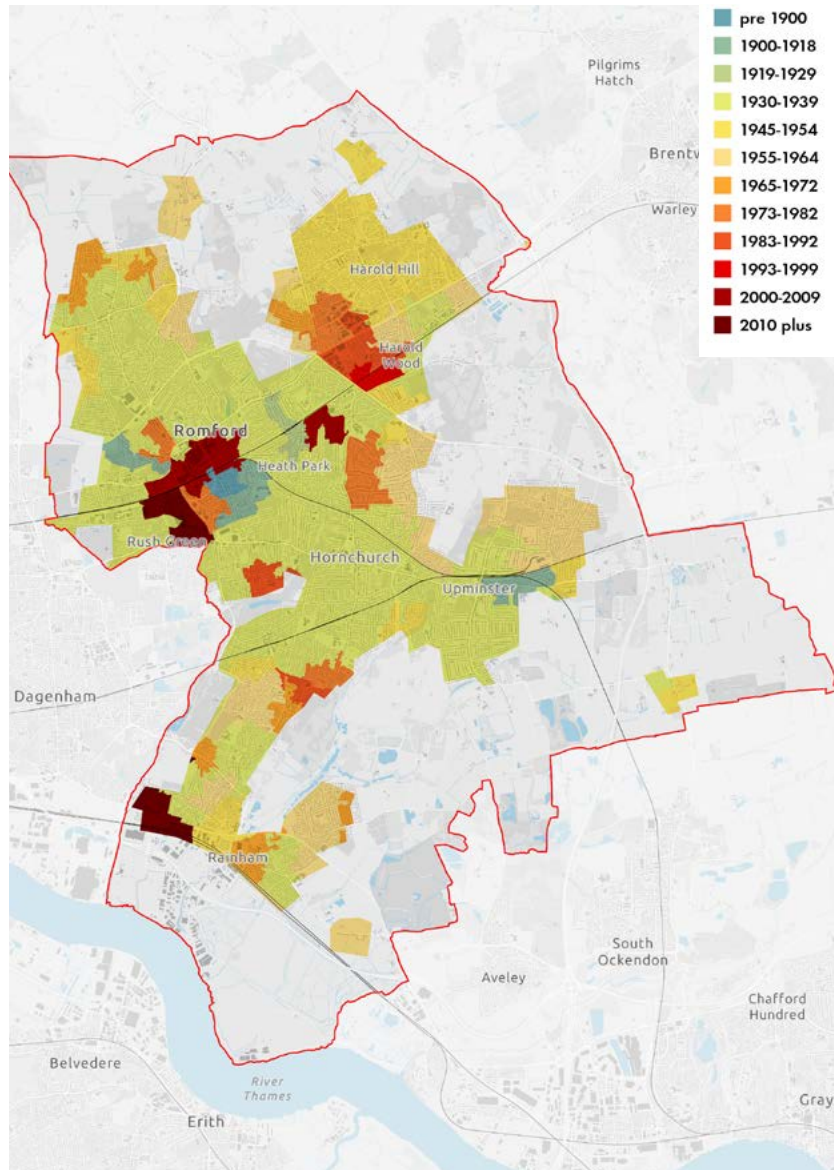 pre 1900
1900-1918
1919-1929
1930-1939
1945-1954
1955-1964
1965-1972
1973-1982
1983-1992
1993-1999
2000-2009
2010 plus
Pilgrims
Hatch
Brentw
Warley
Harold Hill
Harold
Wood
Romford
Heath Park
Rush Green
Hornchurch
Upminster
Dagenham
Rainham
South
Ockendon
Aveley
Chafford
Hundred
Belvedere
River
Thames
Erith
Gray